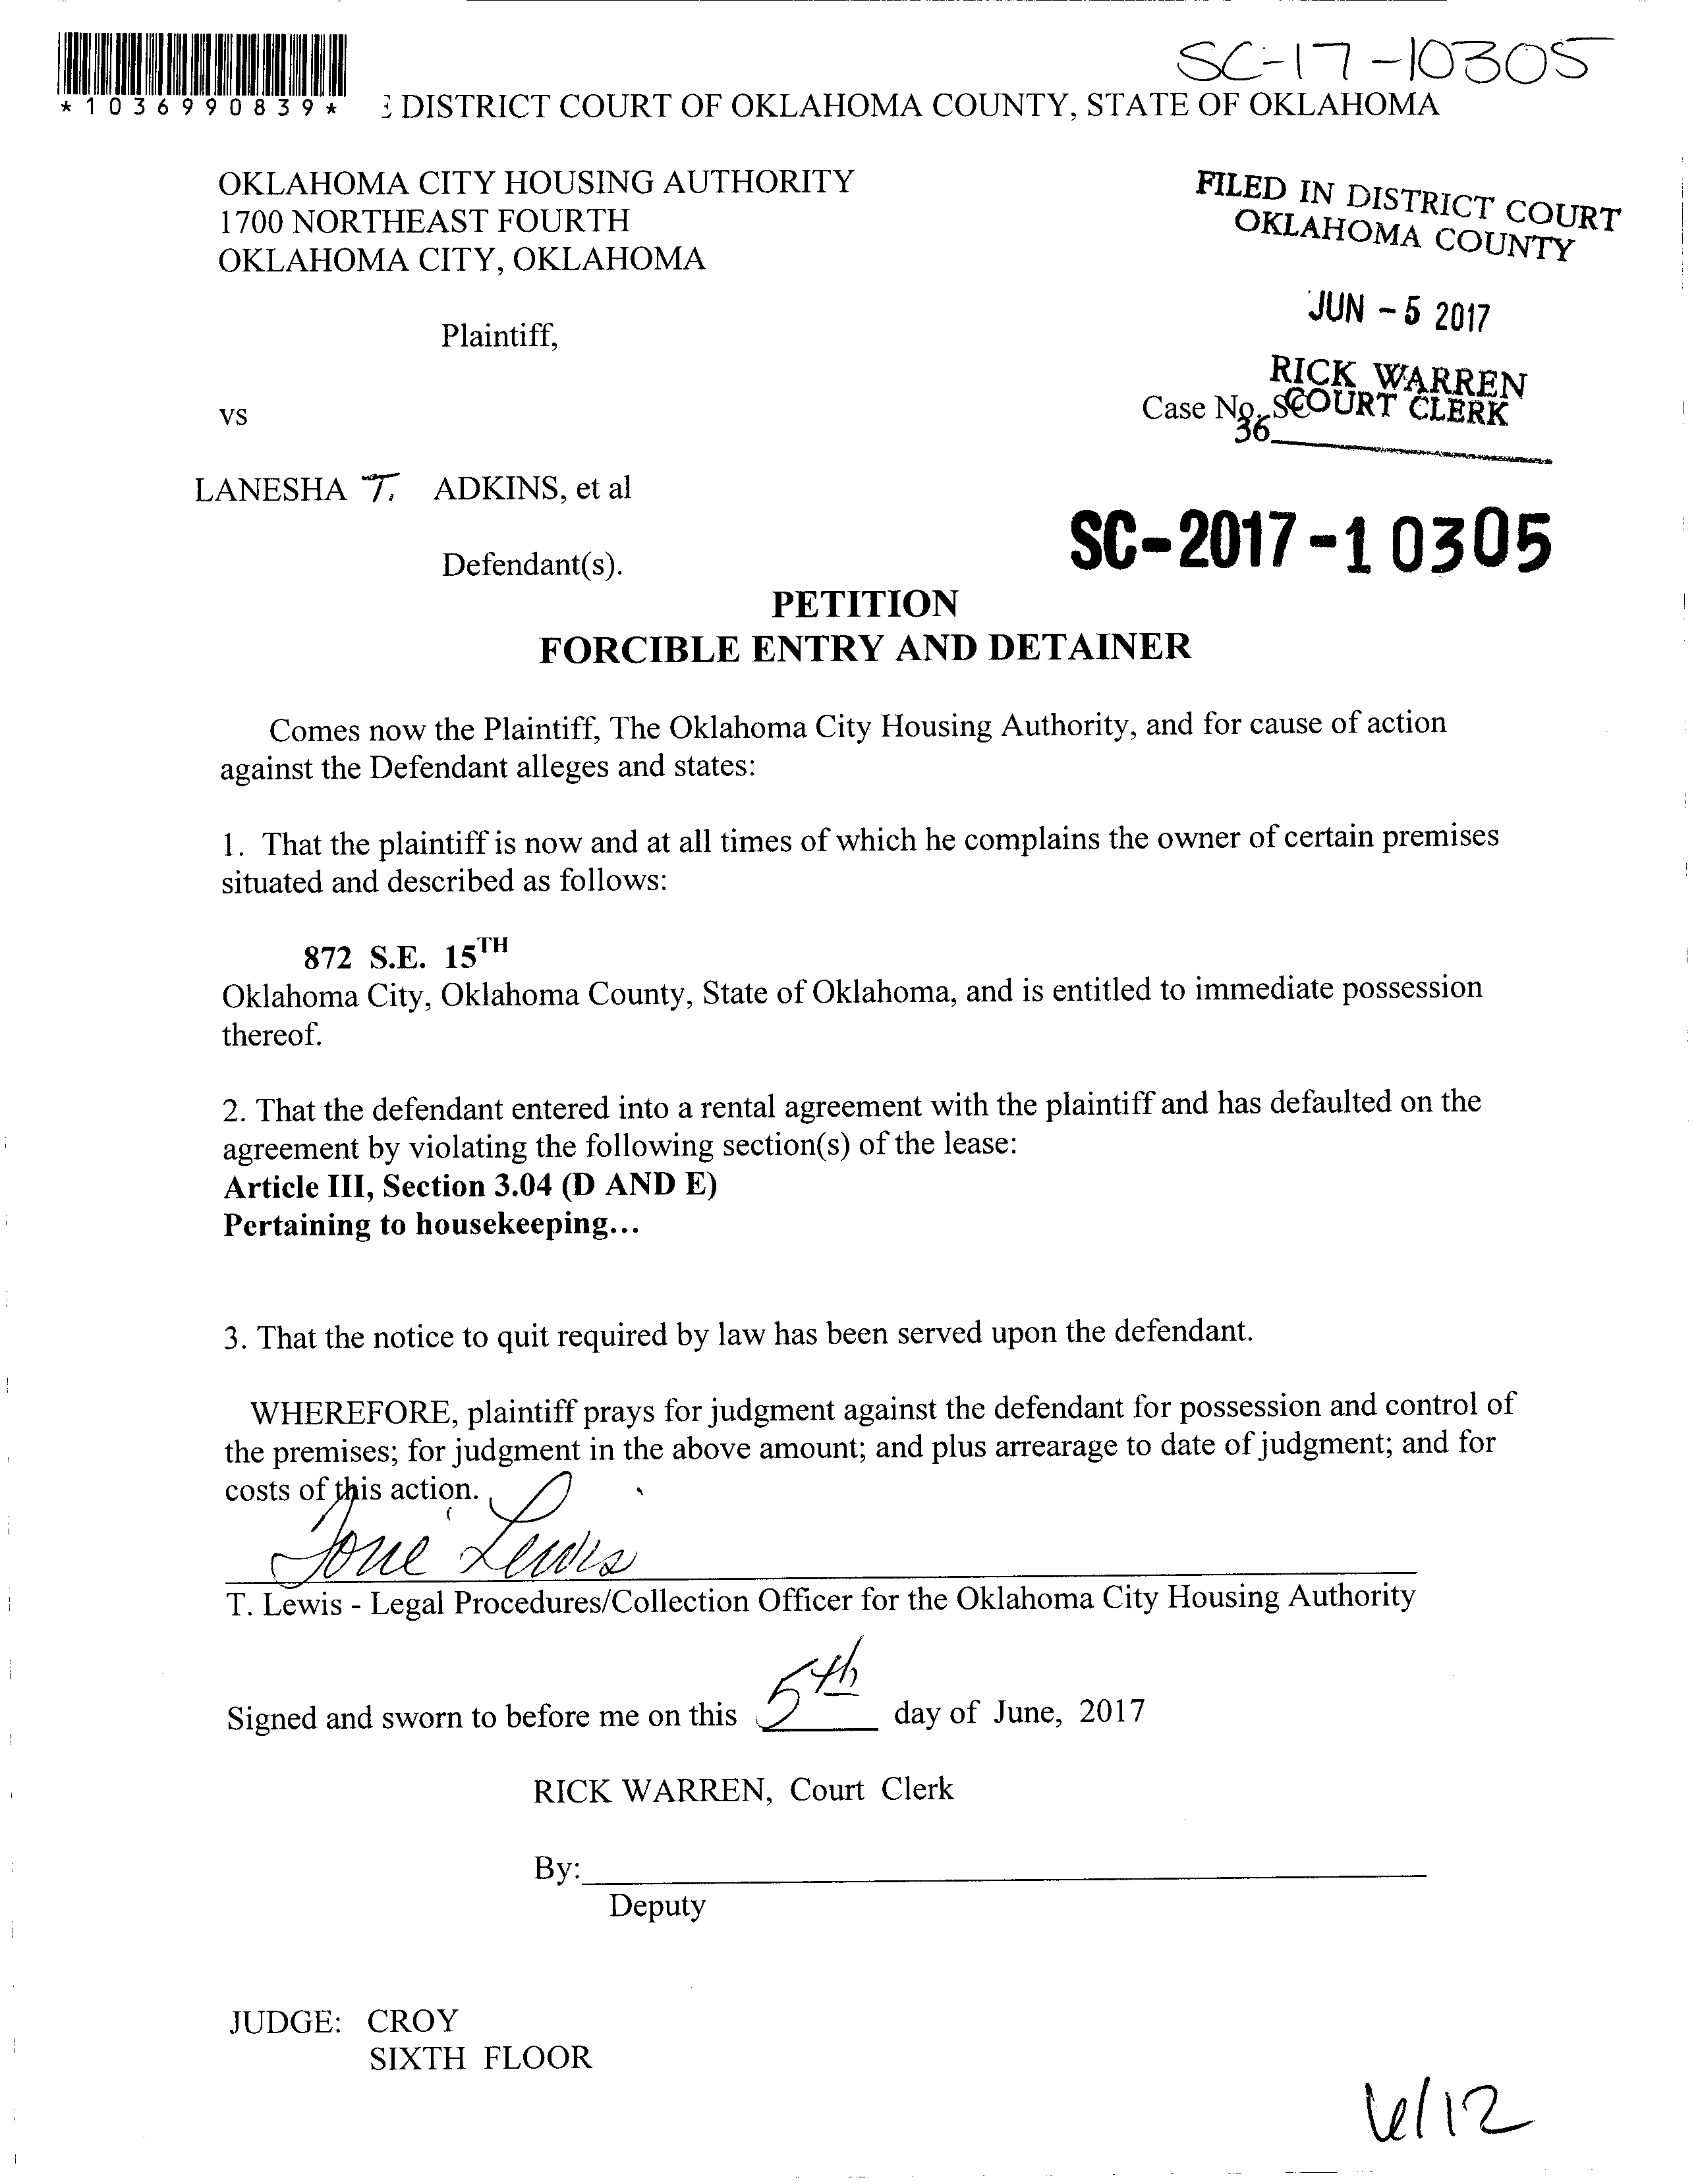 SC-17-10305
*1036990839*
DISTRICT COURT OF OKLAHOMA COUNTY, STATE OF OKLAHOMA
OKLAHOMA CITY HOUSING AUTHORITY
1700 NORTHEAST FOURTH
OKLAHOMA CITY, OKLAHOMA
FILED IN DISTRICT COURT
OKLAHOMA COUNTY
JUN - 5 2017
RICK WARREN
COURT CLERK
36
Plaintiff,
vs
Case No. SC
LANESHA T. ADKINS, et al
SC-2017-10305
Defendant(s).
PETITION
FORCIBLE ENTRY AND DETAINER
Comes now the Plaintiff, The Oklahoma City Housing Authority, and for cause of action
against the Defendant alleges and states:
1. That the plaintiff is now and at all times of which he complains the owner of certain premises
situated and described as follows:
872 S.E. 15TH
Oklahoma City, Oklahoma County, State of Oklahoma, and is entitled to immediate possession
thereof.
2. That the defendant entered into a rental agreement with the plaintiff and has defaulted on the
agreement by violating the following section(s) of the lease:
Article III, Section 3.04 (D AND E)
Pertaining to housekeeping...
3. That the notice to quit required by law has been served upon the defendant.
WHEREFORE, plaintiff prays for judgment against the defendant for possession and control of
the premises; for judgment in the above amount; and plus arrearage to date of judgment; and for
costs of this action.
Torie Lewis
T. Lewis - Legal Procedures/Collection Officer for the Oklahoma City Housing Authority
Signed and sworn to before me on this 5th day of June, 2017
RICK WARREN, Court Clerk
By:
Deputy
JUDGE: CROY
SIXTH FLOOR
6/12